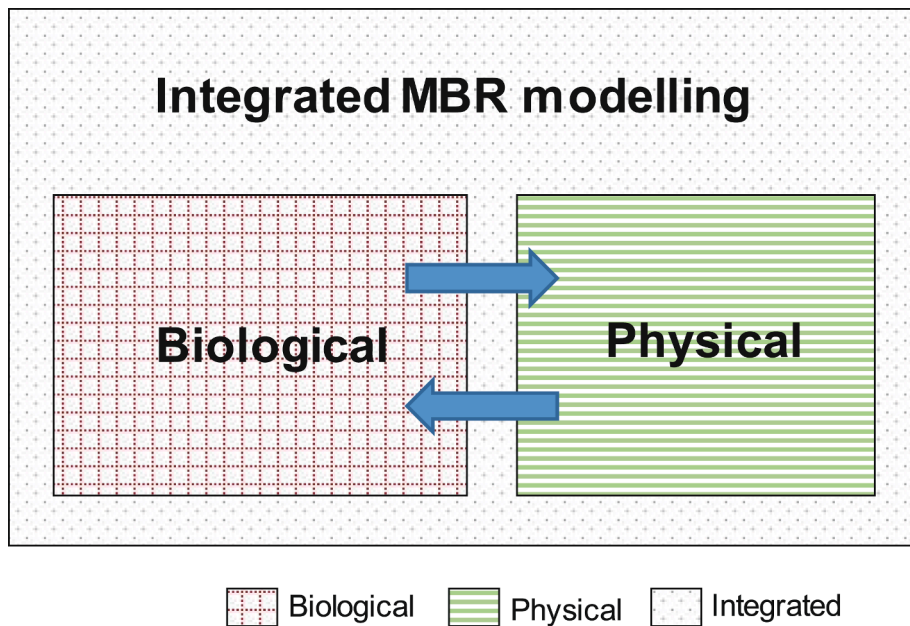 Integrated MBR modelling
Biological
Physical
Biological
Physical
Integrated